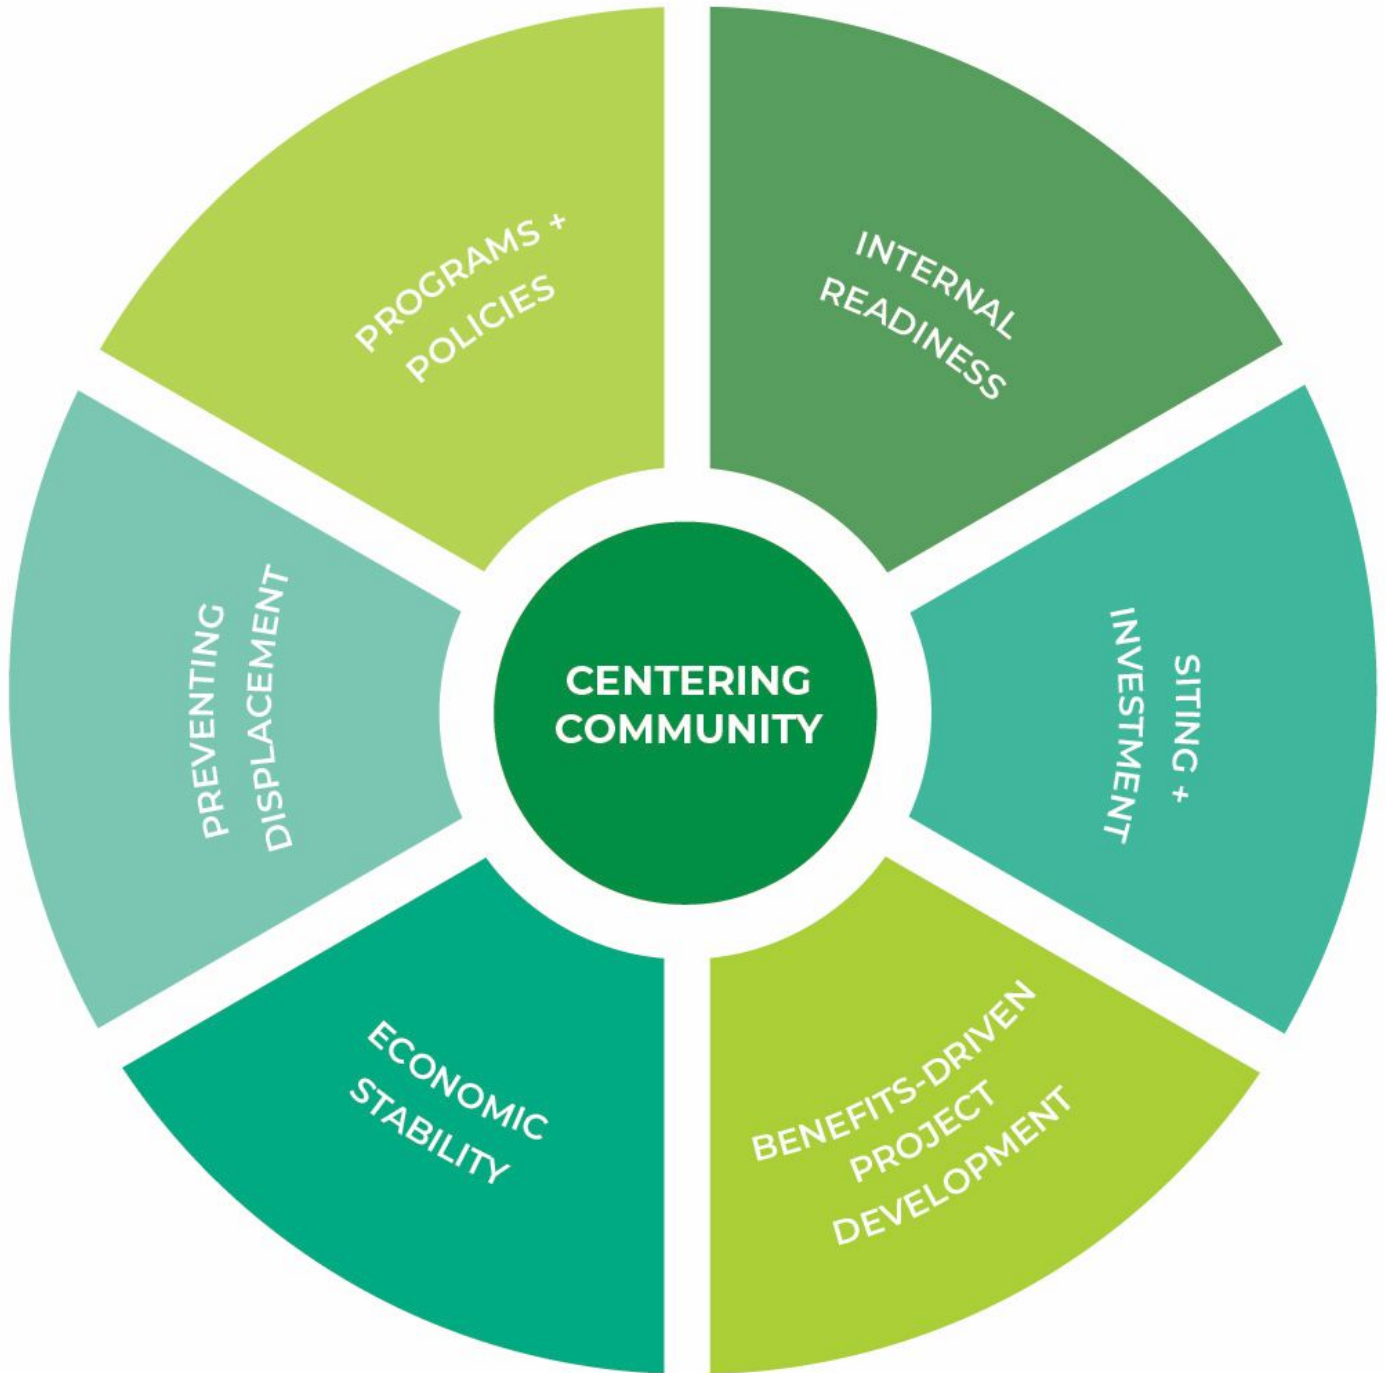 PROGRAMS +
POLICIES
INTERNAL
READINESS
SITING +
INVESTMENT
BENEFITS-DRIVEN
PROJECT
DEVELOPMENT
ECONOMIC
STABILITY
PREVENTING
DISPLACEMENT
CENTERING
COMMUNITY